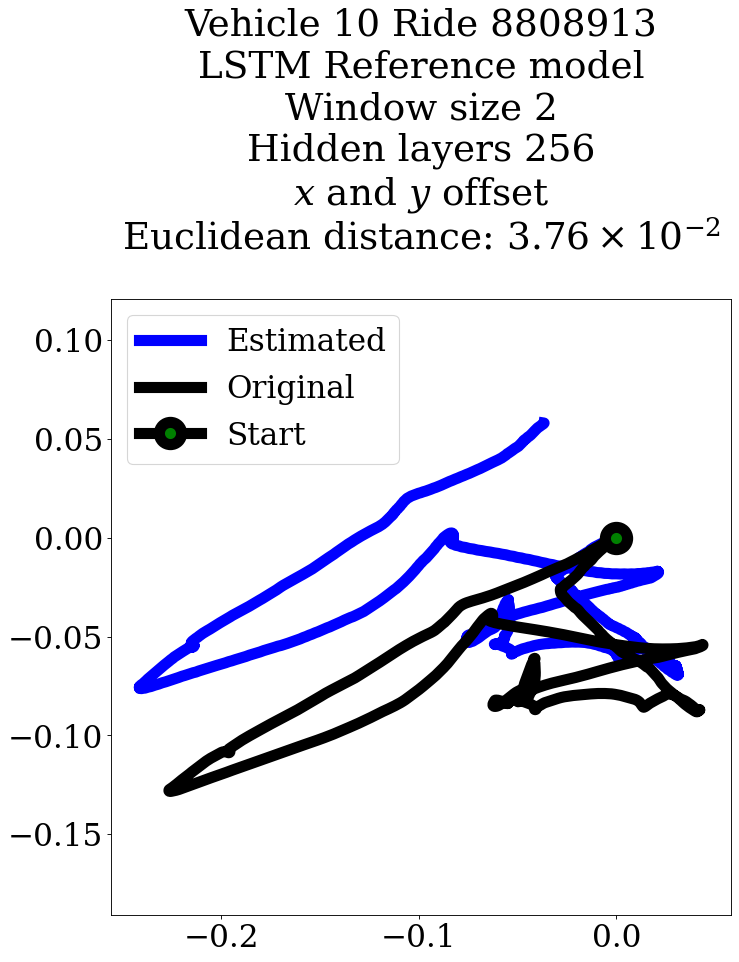 Vehicle 10 Ride 8808913
LSTM Reference model
Window size 2
Hidden layers 256
x and y offset
Euclidean distance: 3.76 × 10⁻²
Estimated
Original
Start
0.10
0.05
0.00
−0.05
−0.10
−0.15
−0.2
−0.1
0.0